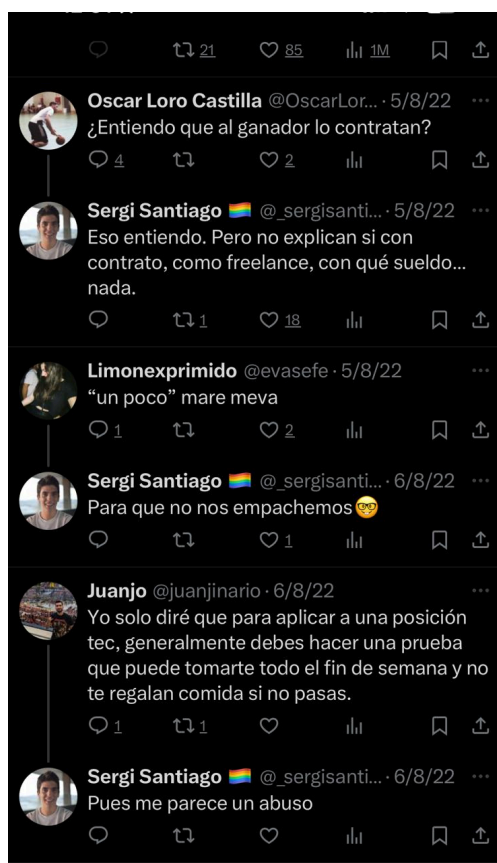 21 85 1M
Oscar Loro Castilla @OscarLor... · 5/8/22
¿Entiendo que al ganador lo contratan?
4 2
Sergi Santiago 🏳️‍🌈 @_sergisanti... · 5/8/22
Eso entiendo. Pero no explican si con
contrato, como freelance, con qué sueldo...
nada.
1 18
Limonexprimido @evasefe · 5/8/22
“un poco” mare meva
1 2
Sergi Santiago 🏳️‍🌈 @_sergisanti... · 6/8/22
Para que no nos empachemos🤓
1
Juanjo @juanjinario · 6/8/22
Yo solo diré que para aplicar a una posición
tec, generalmente debes hacer una prueba
que puede tomarte todo el fin de semana y no
te regalan comida si no pasas.
1 1
Sergi Santiago 🏳️‍🌈 @_sergisanti... · 6/8/22
Pues me parece un abuso